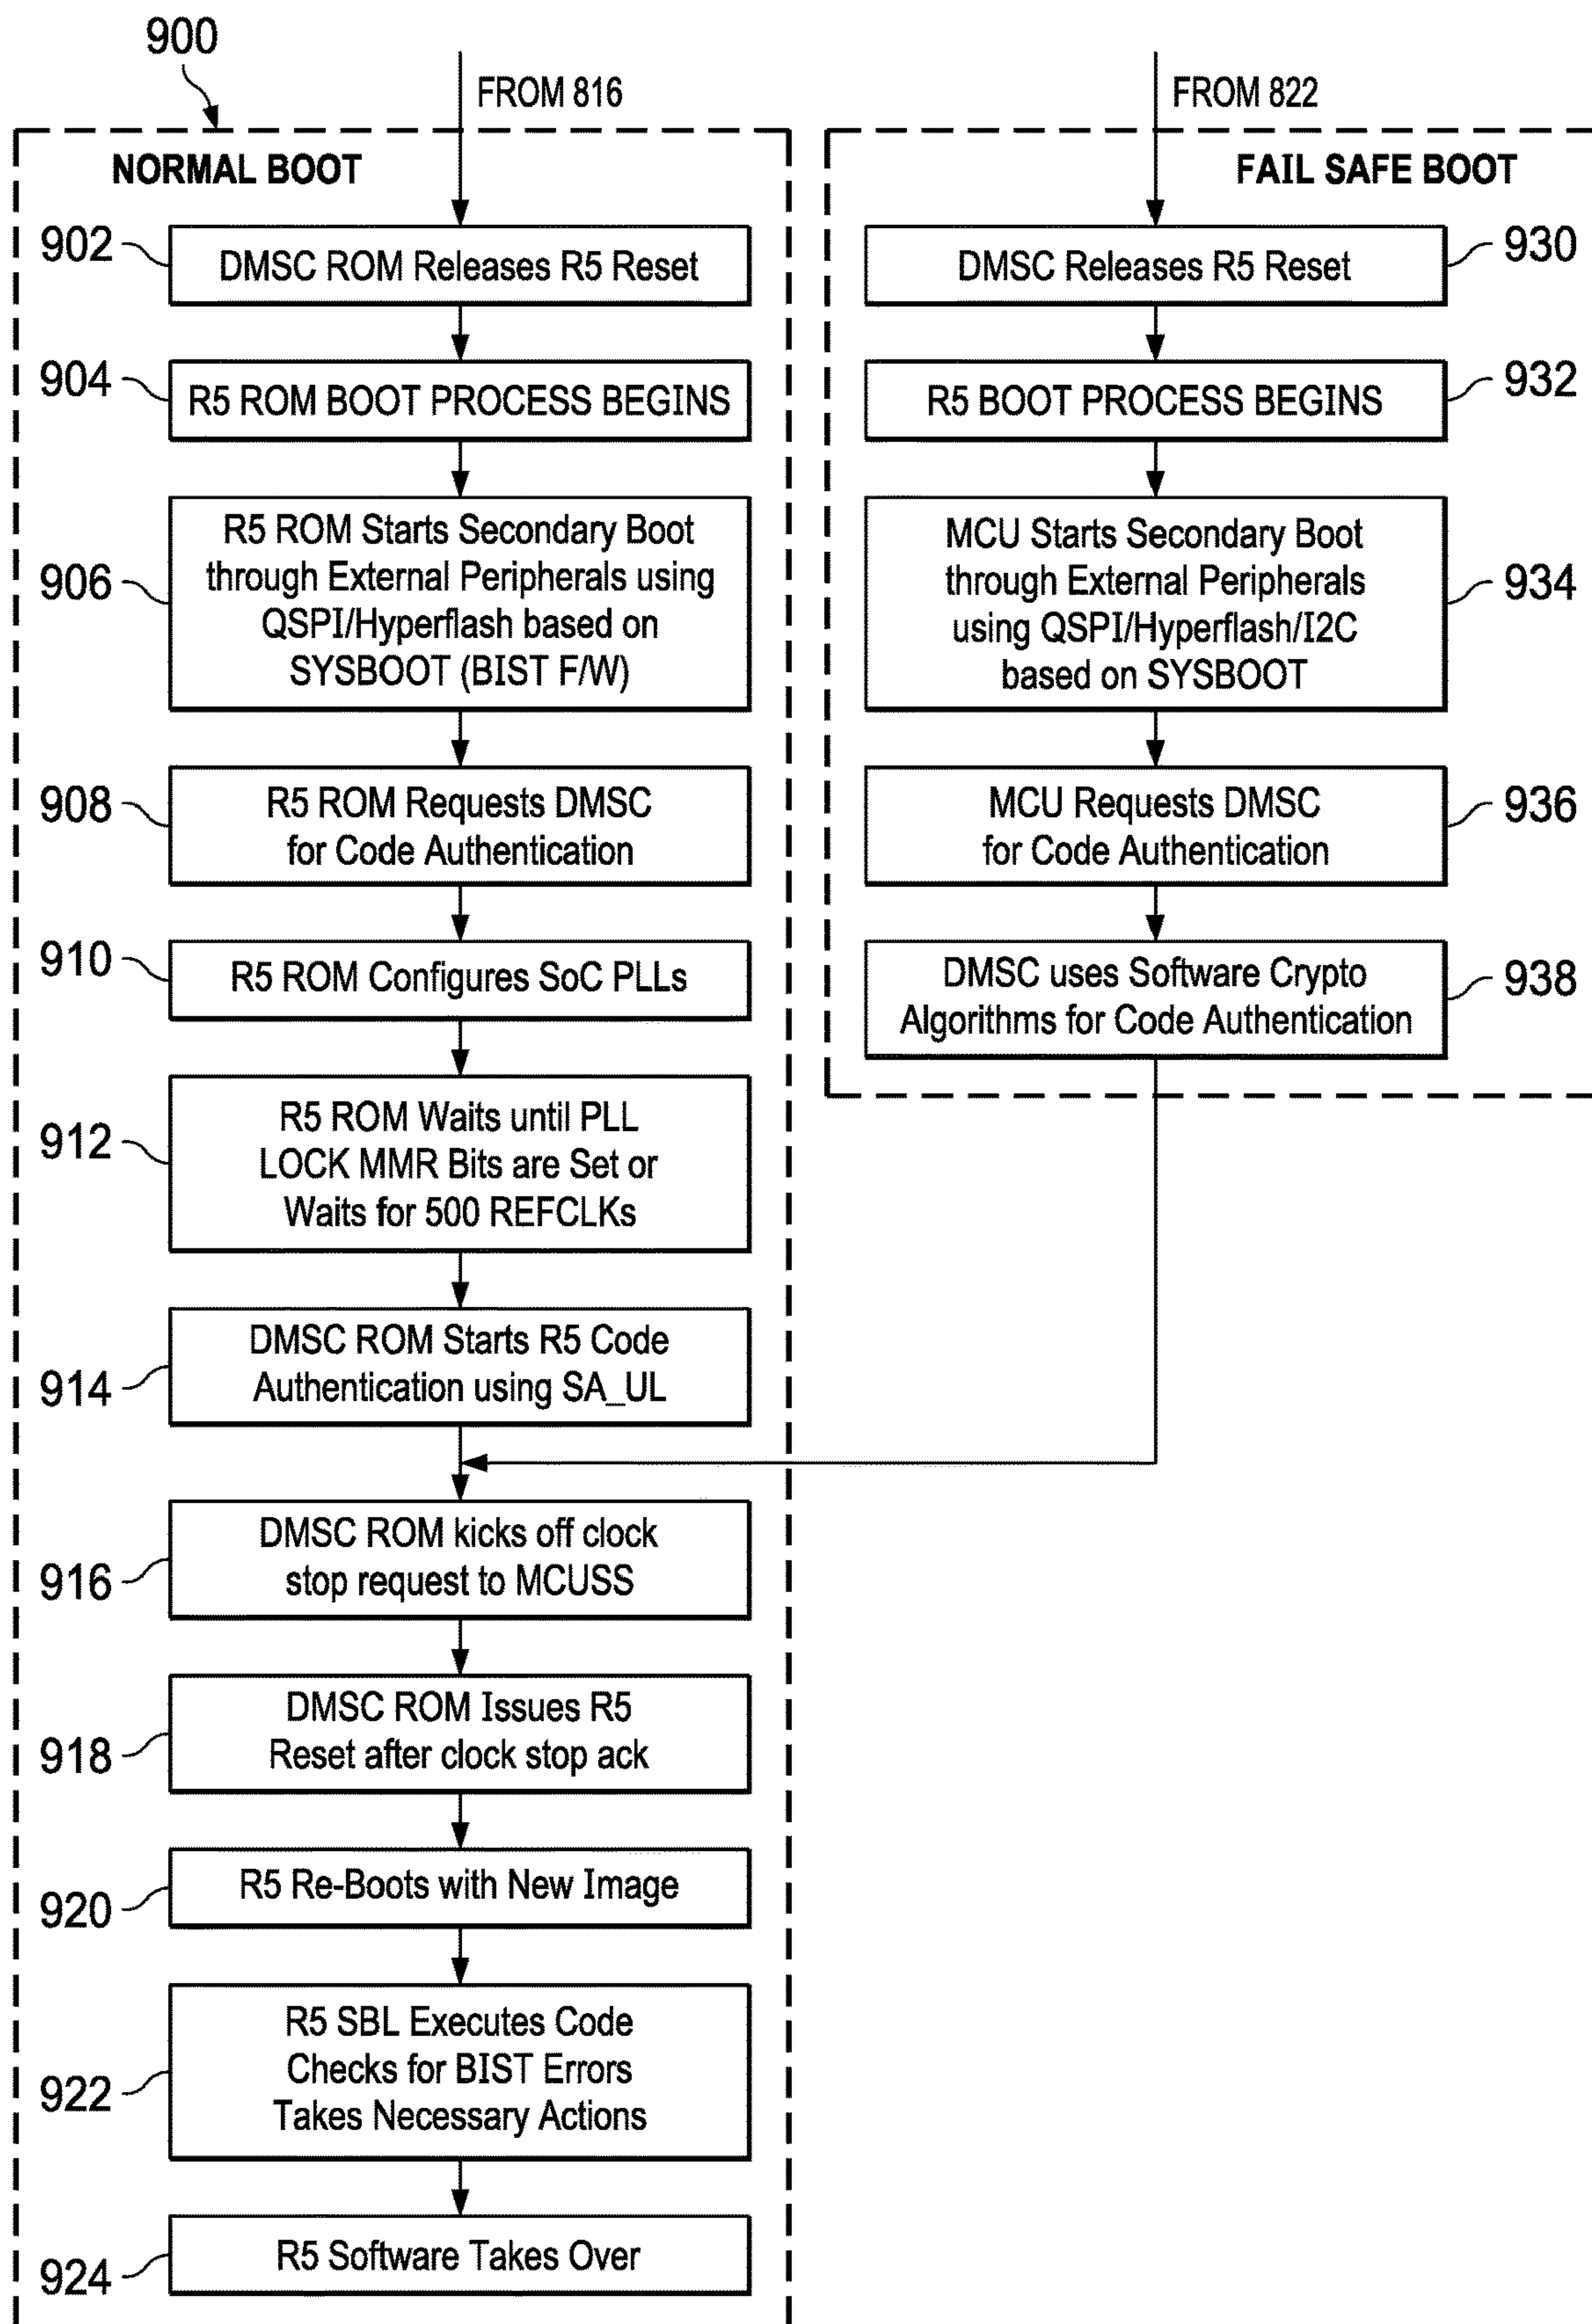 900
FROM 816
NORMAL BOOT
902
DMSC ROM Releases R5 Reset
904
R5 ROM BOOT PROCESS BEGINS
906
R5 ROM Starts Secondary Boot
through External Peripherals using
QSPI/Hyperflash based on
SYSBOOT (BIST F/W)
908
R5 ROM Requests DMSC
for Code Authentication
910
R5 ROM Configures SoC PLLs
912
R5 ROM Waits until PLL
LOCK MMR Bits are Set or
Waits for 500 REFCLKs
914
DMSC ROM Starts R5 Code
Authentication using SA_UL
916
DMSC ROM kicks off clock
stop request to MCUSS
918
DMSC ROM Issues R5
Reset after clock stop ack
920
R5 Re-Boots with New Image
922
R5 SBL Executes Code
Checks for BIST Errors
Takes Necessary Actions
924
R5 Software Takes Over
FROM 822
FAIL SAFE BOOT
DMSC Releases R5 Reset
930
R5 BOOT PROCESS BEGINS
932
MCU Starts Secondary Boot
through External Peripherals
using QSPI/Hyperflash/I2C
based on SYSBOOT
934
MCU Requests DMSC
for Code Authentication
936
DMSC uses Software Crypto
Algorithms for Code Authentication
938